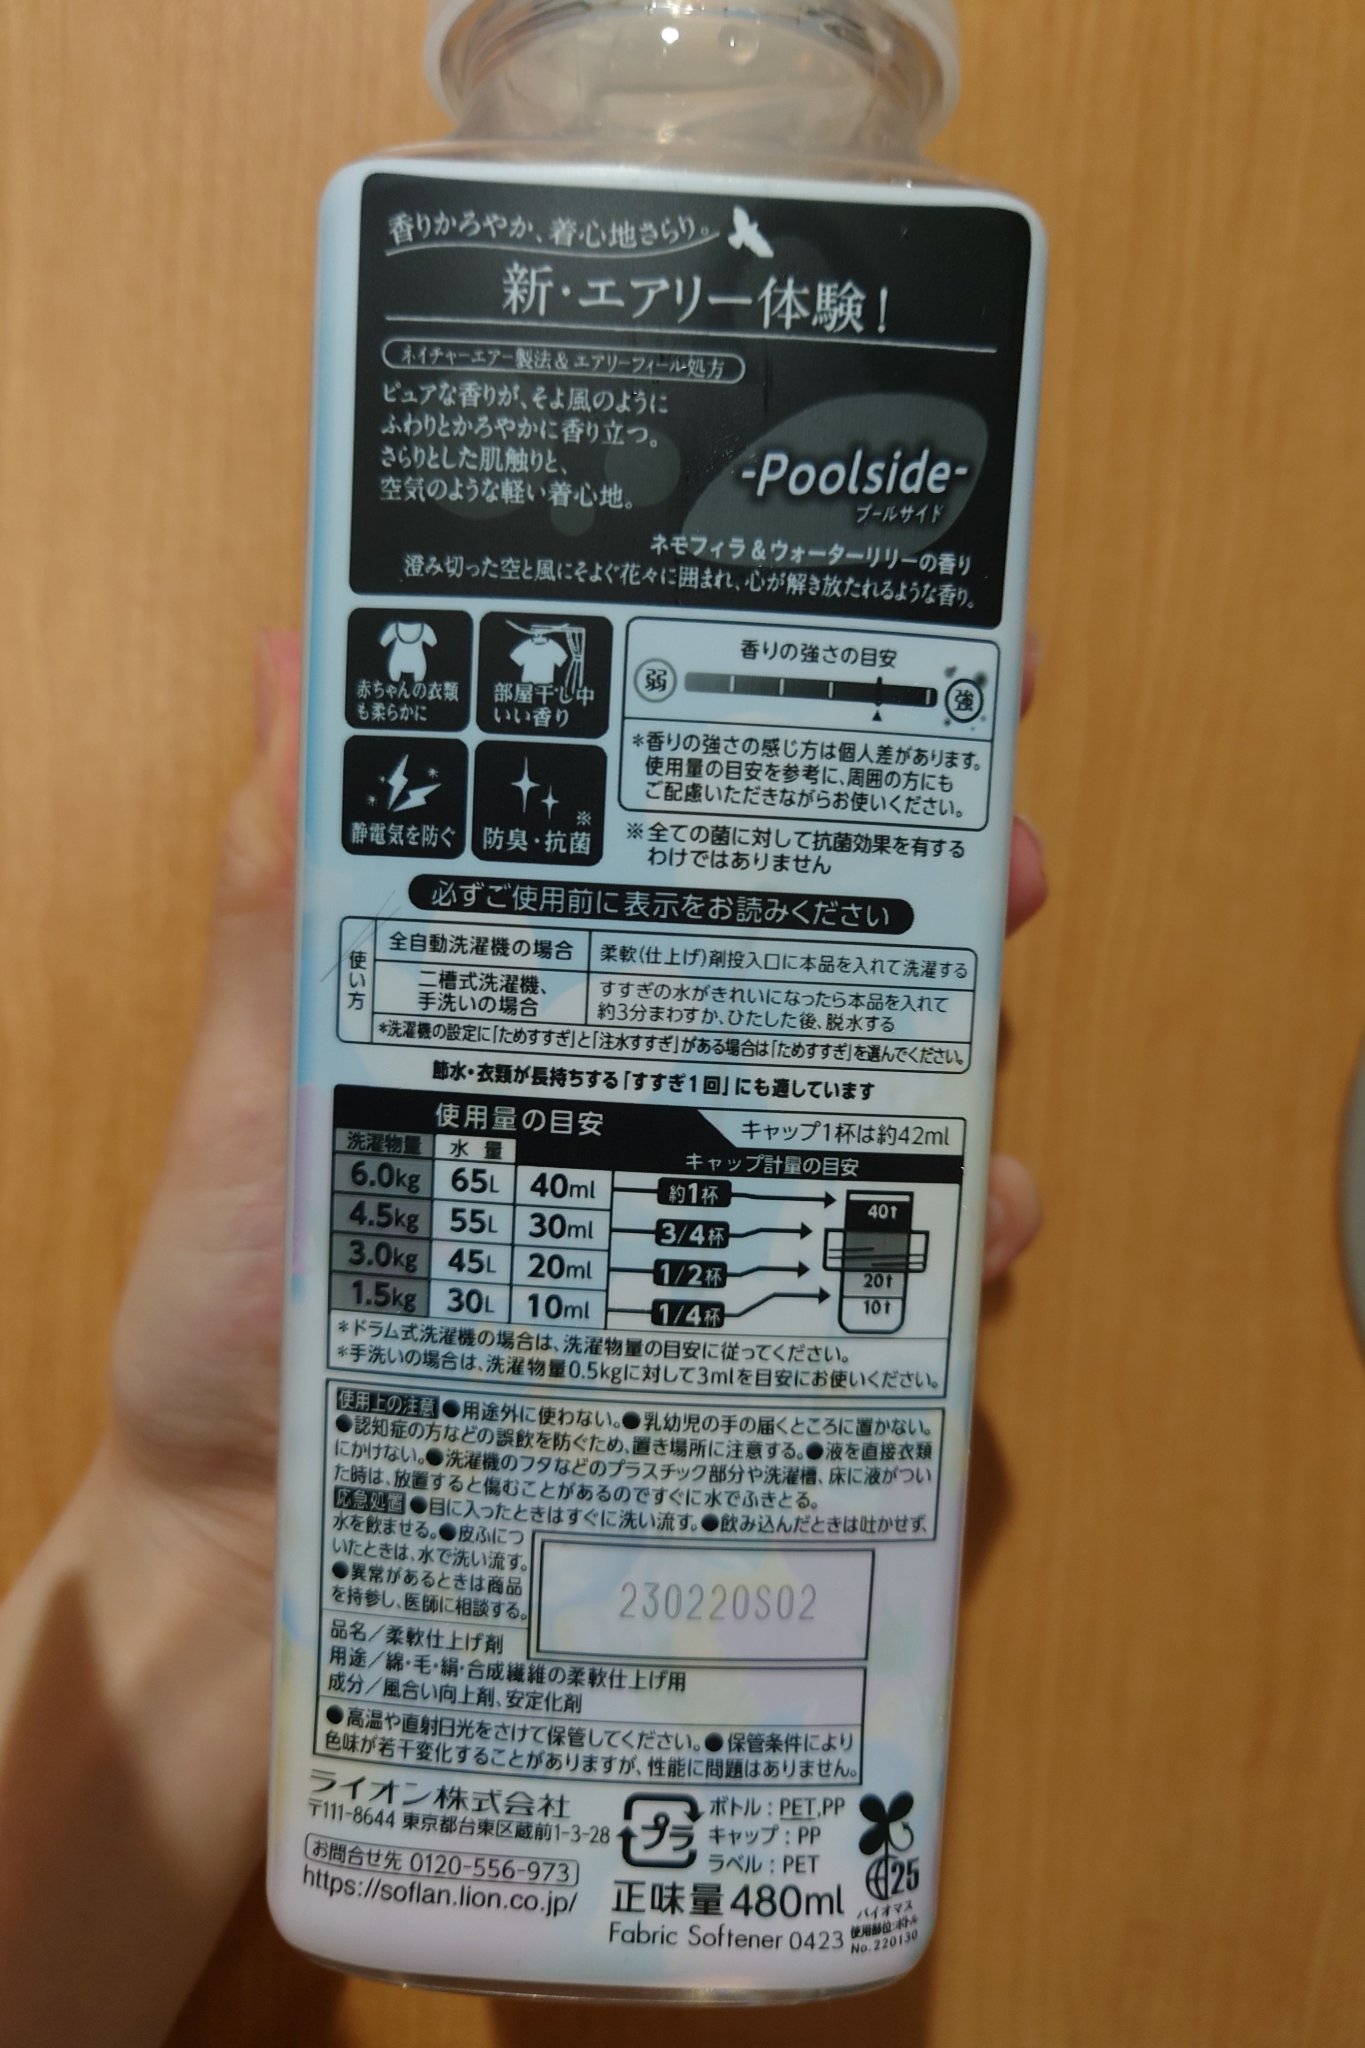 香りかろやか、着心地さらり。
新・エアリー体験!
ネイチャーエアー製法&エアリーフィール処方
ピュアな香りが、そよ風のように
ふわりとかろやかに香り立つ。
さらりとした肌触りと、
空気のような軽い着心地。
-Poolside-
プールサイド
ネモフィラ&ウォーターリリーの香り
澄み切った空と風にそよぐ花々に囲まれ、心が解き放たれるような香り。
赤ちゃんの衣類
も柔らかに
部屋干し中
いい香り
静電気を防ぐ
防臭・抗菌※
香りの強さの目安
弱 強
*香りの強さの感じ方は個人差があります。
使用量の目安を参考に、周囲の方にも
ご配慮いただきながらお使いください。
※全ての菌に対して抗菌効果を有する
わけではありません
必ずご使用前に表示をお読みください
使い方
全自動洗濯機の場合 柔軟(仕上げ)剤投入口に本品を入れて洗濯する
二槽式洗濯機、
手洗いの場合
すすぎの水がきれいになったら本品を入れて
約3分まわすか、ひたした後、脱水する
*洗濯機の設定に「ためすすぎ」と「注水すすぎ」がある場合は「ためすすぎ」を選んでください。
節水・衣類が長持ちする「すすぎ1回」にも適しています
使用量の目安 キャップ1杯は約42ml
洗濯物量 水量 キャップ計量の目安
6.0kg 65L 40ml 約1杯 40↑
4.5kg 55L 30ml 3/4杯
3.0kg 45L 20ml 1/2杯 20↑
1.5kg 30L 10ml 1/4杯 10↑
*ドラム式洗濯機の場合は、洗濯物量の目安に従ってください。
*手洗いの場合は、洗濯物量0.5kgに対して3mlを目安にお使いください。
使用上の注意 ●用途外に使わない。●乳幼児の手の届くところに置かない。
●認知症の方などの誤飲を防ぐため、置き場所に注意する。●液を直接衣類
にかけない。●洗濯機のフタなどのプラスチック部分や洗濯槽、床に液がつい
た時は、放置すると傷むことがあるのですぐに水でふきとる。
応急処置 ●目に入ったときはすぐに洗い流す。●飲み込んだときは吐かせず、
水を飲ませる。●皮ふにつ
いたときは、水で洗い流す。
●異常があるときは商品
を持参し、医師に相談する。
230220S02
品名/柔軟仕上げ剤
用途/綿・毛・絹・合成繊維の柔軟仕上げ用
成分/風合い向上剤、安定化剤
●高温や直射日光をさけて保管してください。●保管条件により
色味が若干変化することがありますが、性能に問題はありません。
ライオン株式会社
〒111-8644 東京都台東区蔵前1-3-28
お問合せ先 0120-556-973
https://soflan.lion.co.jp/
プラ
ボトル:PET,PP
キャップ:PP
ラベル:PET
正味量480ml
Fabric Softener 0423
25
バイオマス
使用部位:ボトル
No.220130